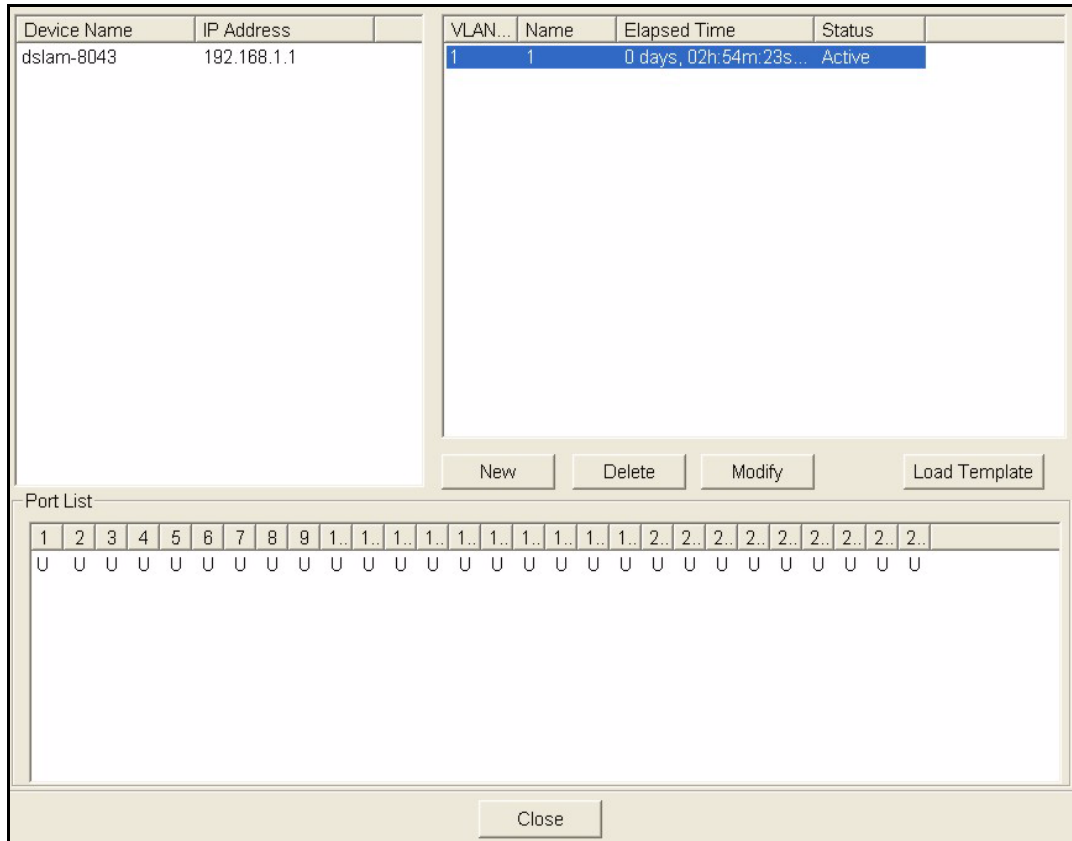 Device Name IP Address
dslam-8043 192.168.1.1
VLAN... Name Elapsed Time Status
1 1 0 days, 02h:54m:23s... Active
New Delete Modify Load Template
Port List
1 2 3 4 5 6 7 8 9 1.. 1.. 1.. 1.. 1.. 1.. 1.. 1.. 1.. 1.. 2.. 2.. 2.. 2.. 2.. 2.. 2.. 2.. 2..
U U U U U U U U U U U U U U U U U U U U U U U U U U U U
Close